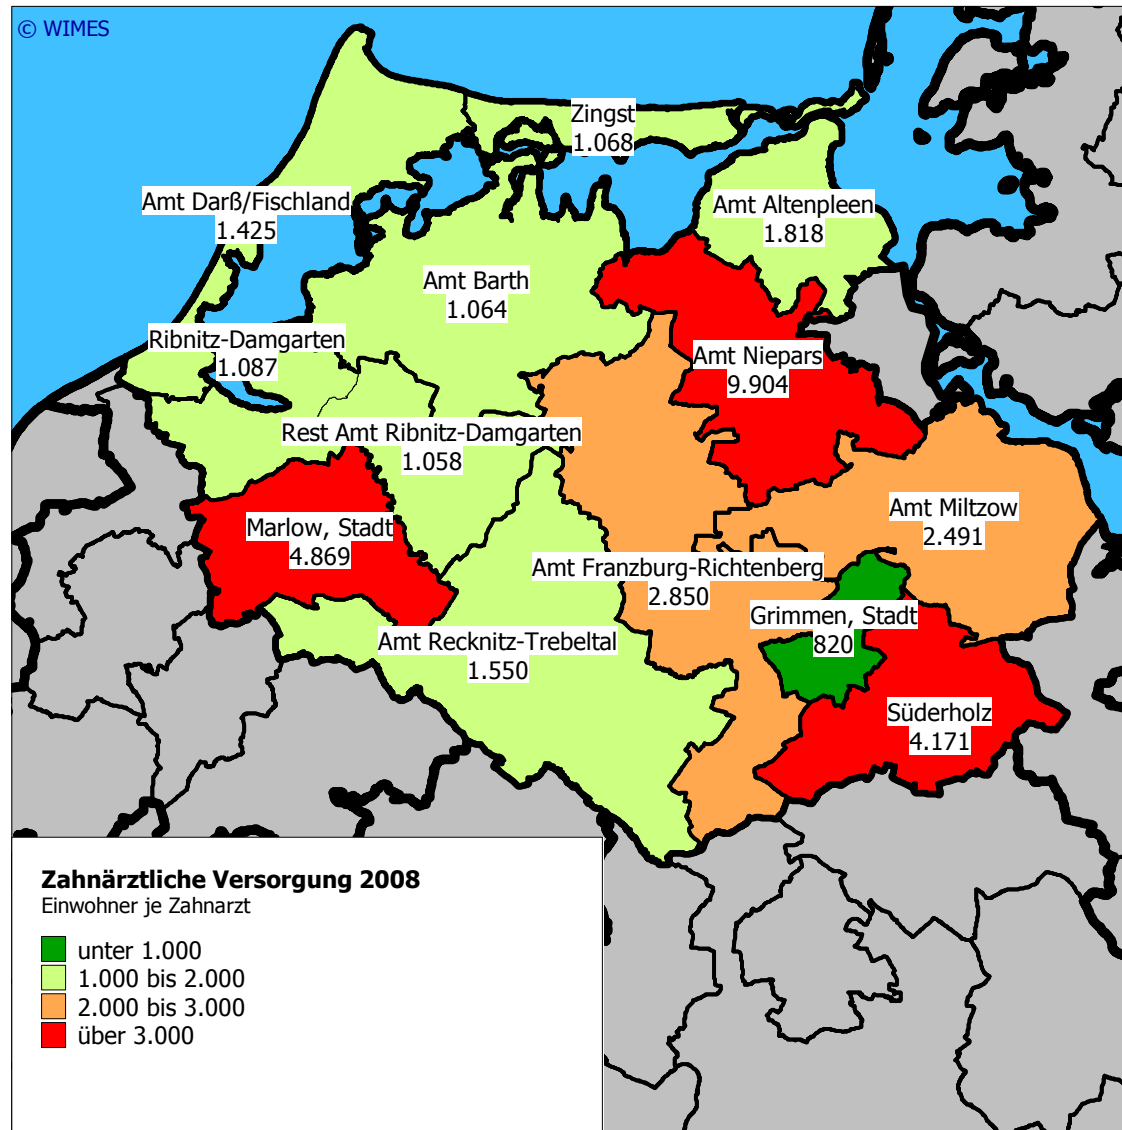 © WIMES
Zingst
1.068
Amt Darß/Fischland
1.425
Amt Altenpleen
1.818
Amt Barth
1.064
Ribnitz-Damgarten
1.087
Amt Niepars
9.904
Rest Amt Ribnitz-Damgarten
1.058
Marlow, Stadt
4.869
Amt Miltzow
2.491
Amt Franzburg-Richtenberg
2.850
Grimmen, Stadt
820
Amt Recknitz-Trebeltal
1.550
Süderholz
4.171
Zahnärztliche Versorgung 2008
Einwohner je Zahnarzt
unter 1.000
1.000 bis 2.000
2.000 bis 3.000
über 3.000